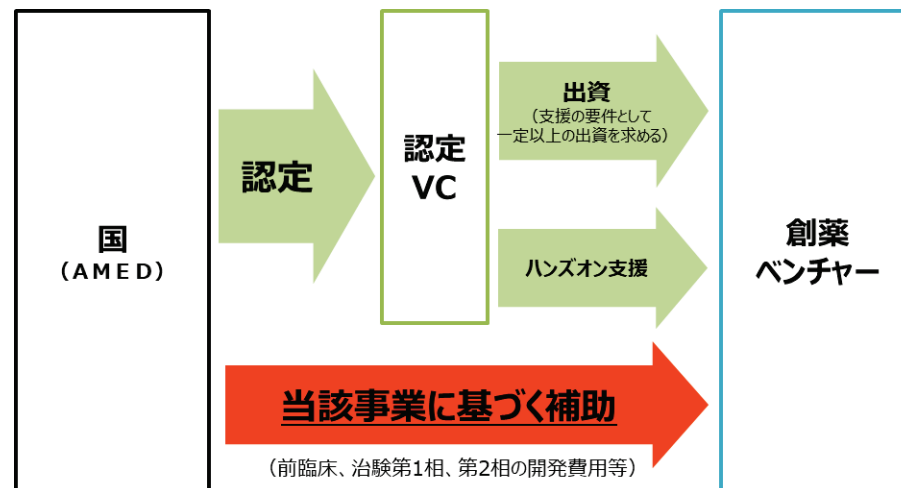 国
（ＡＭＥＤ）
認定
認定
VC
出資
（支援の要件として
一定以上の出資を求める）
ハンズオン支援
創薬
ベンチャー
当該事業に基づく補助
（前臨床、治験第1相、第2相の開発費用等）